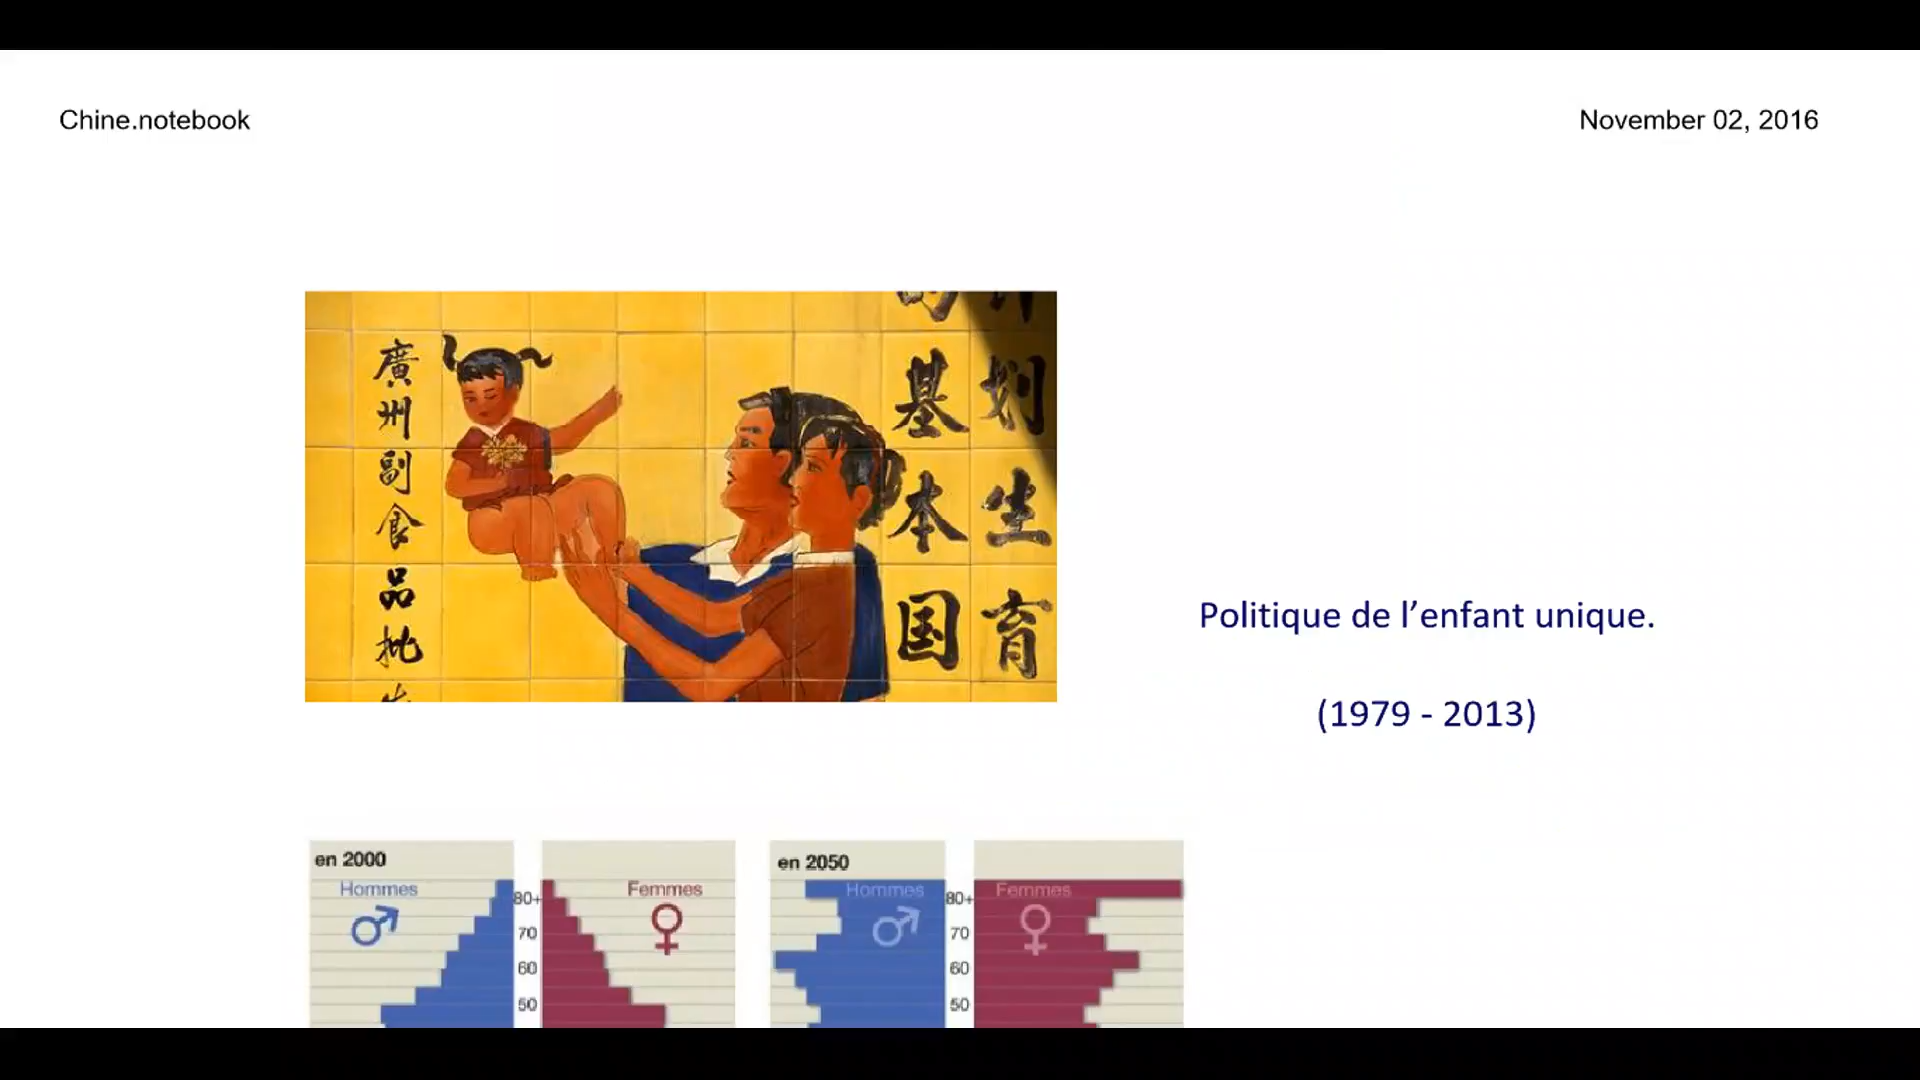 Chine.notebook
November 02, 2016
划生育
基本国
廣州副食品批
Politique de l’enfant unique.
(1979 - 2013)
en 2000
Hommes
Femmes
80+
70
60
50
en 2050
Hommes
Femmes
80+
70
60
50